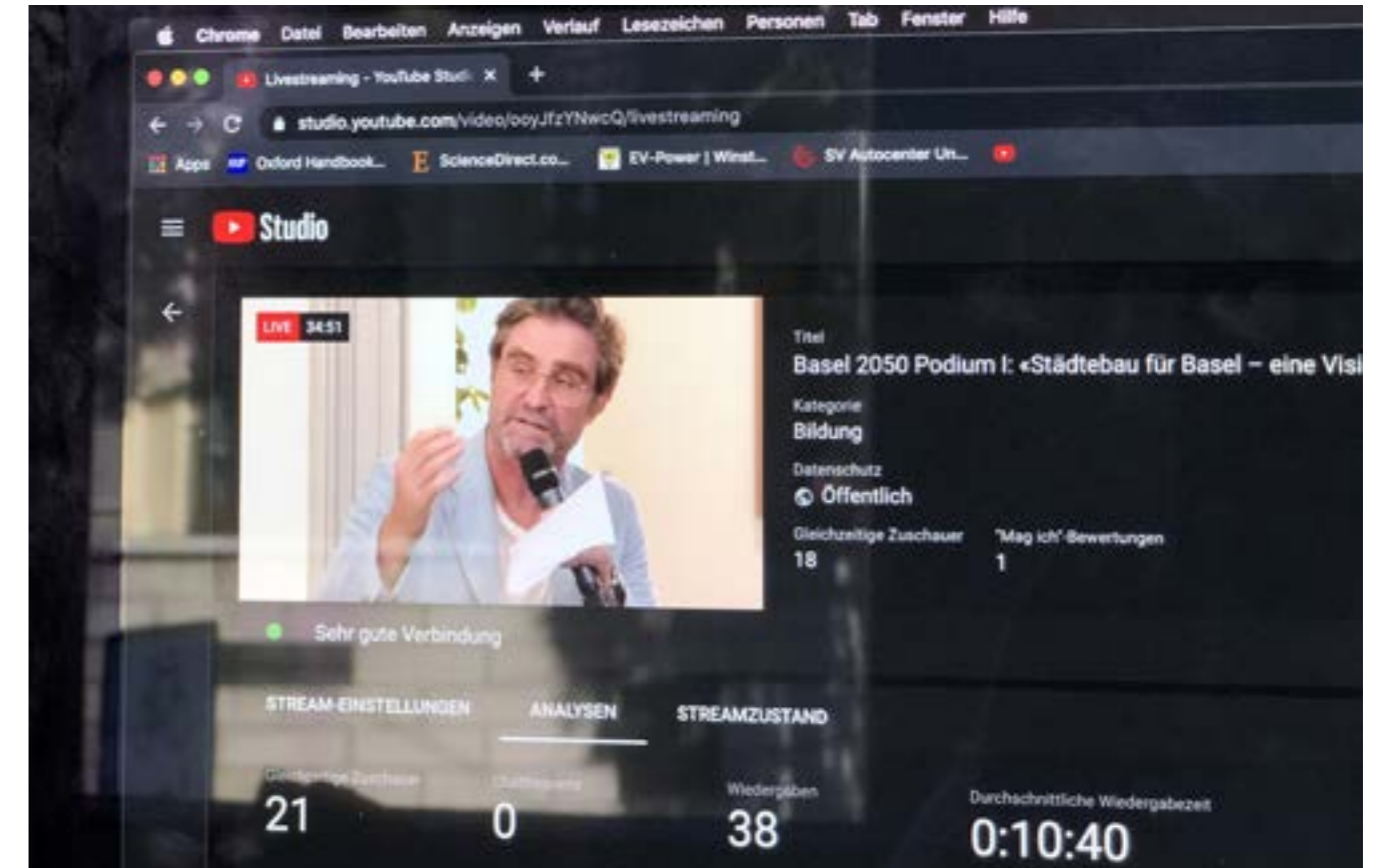 Chrome Datei Bearbeiten Anzeigen Verlauf Lesezeichen Personen Tab Fenster Hilfe
Livestreaming - YouTube Studi
studio.youtube.com/video/ooyJfzYNwcQ/livestreaming
Apps Oxford Handbook... ScienceDirect.co... EV-Power | Winst... SV Autocenter Un...
Studio
LIVE 34:51
Titel
Basel 2050 Podium I: «Städtebau für Basel – eine Visi
Kategorie
Bildung
Datenschutz
Öffentlich
Gleichzeitige Zuschauer "Mag ich"-Bewertungen
18 1
Sehr gute Verbindung
STREAM-EINSTELLUNGEN ANALYSEN STREAMZUSTAND
Gleichzeitige Zuschauer Wiedergaben Durchschnittliche Wiedergabezeit
21 0 38 0:10:40